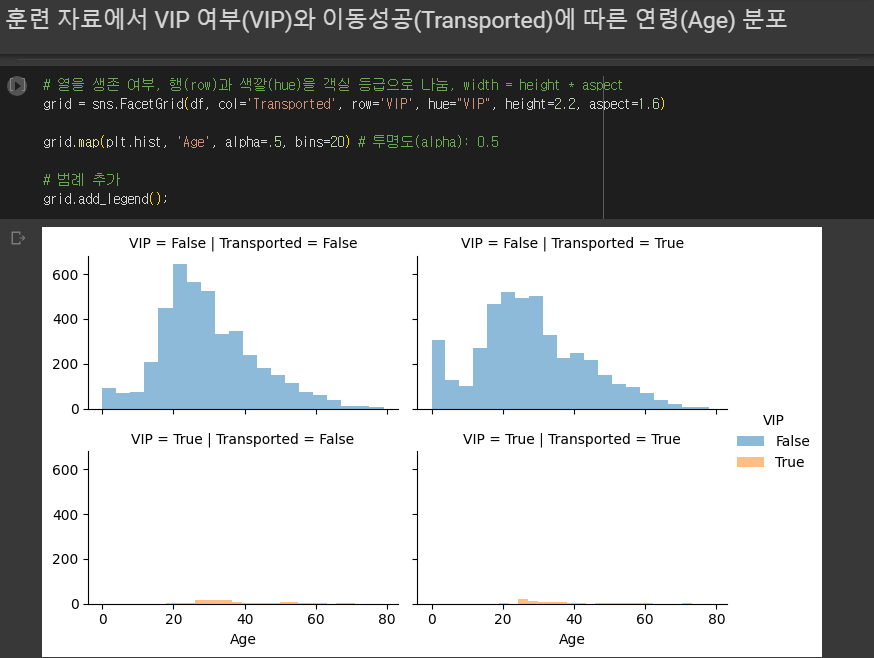 훈련 자료에서 VIP 여부(VIP)와 이동성공(Transported)에 따른 연령(Age) 분포
# 열을 생존 여부, 행(row)과 색깔(hue)을 객실 등급으로 나눔, width = height * aspect
grid = sns.FacetGrid(df, col='Transported', row='VIP', hue="VIP", height=2.2, aspect=1.6)
grid.map(plt.hist, 'Age', alpha=.5, bins=20) # 투명도(alpha): 0.5
# 범례 추가
grid.add_legend();
VIP = False | Transported = False
VIP = False | Transported = True
600
400
200
0
VIP = True | Transported = False
VIP = True | Transported = True
600
400
200
0
0 20 40 60 80
0 20 40 60 80
Age
Age
VIP
False
True